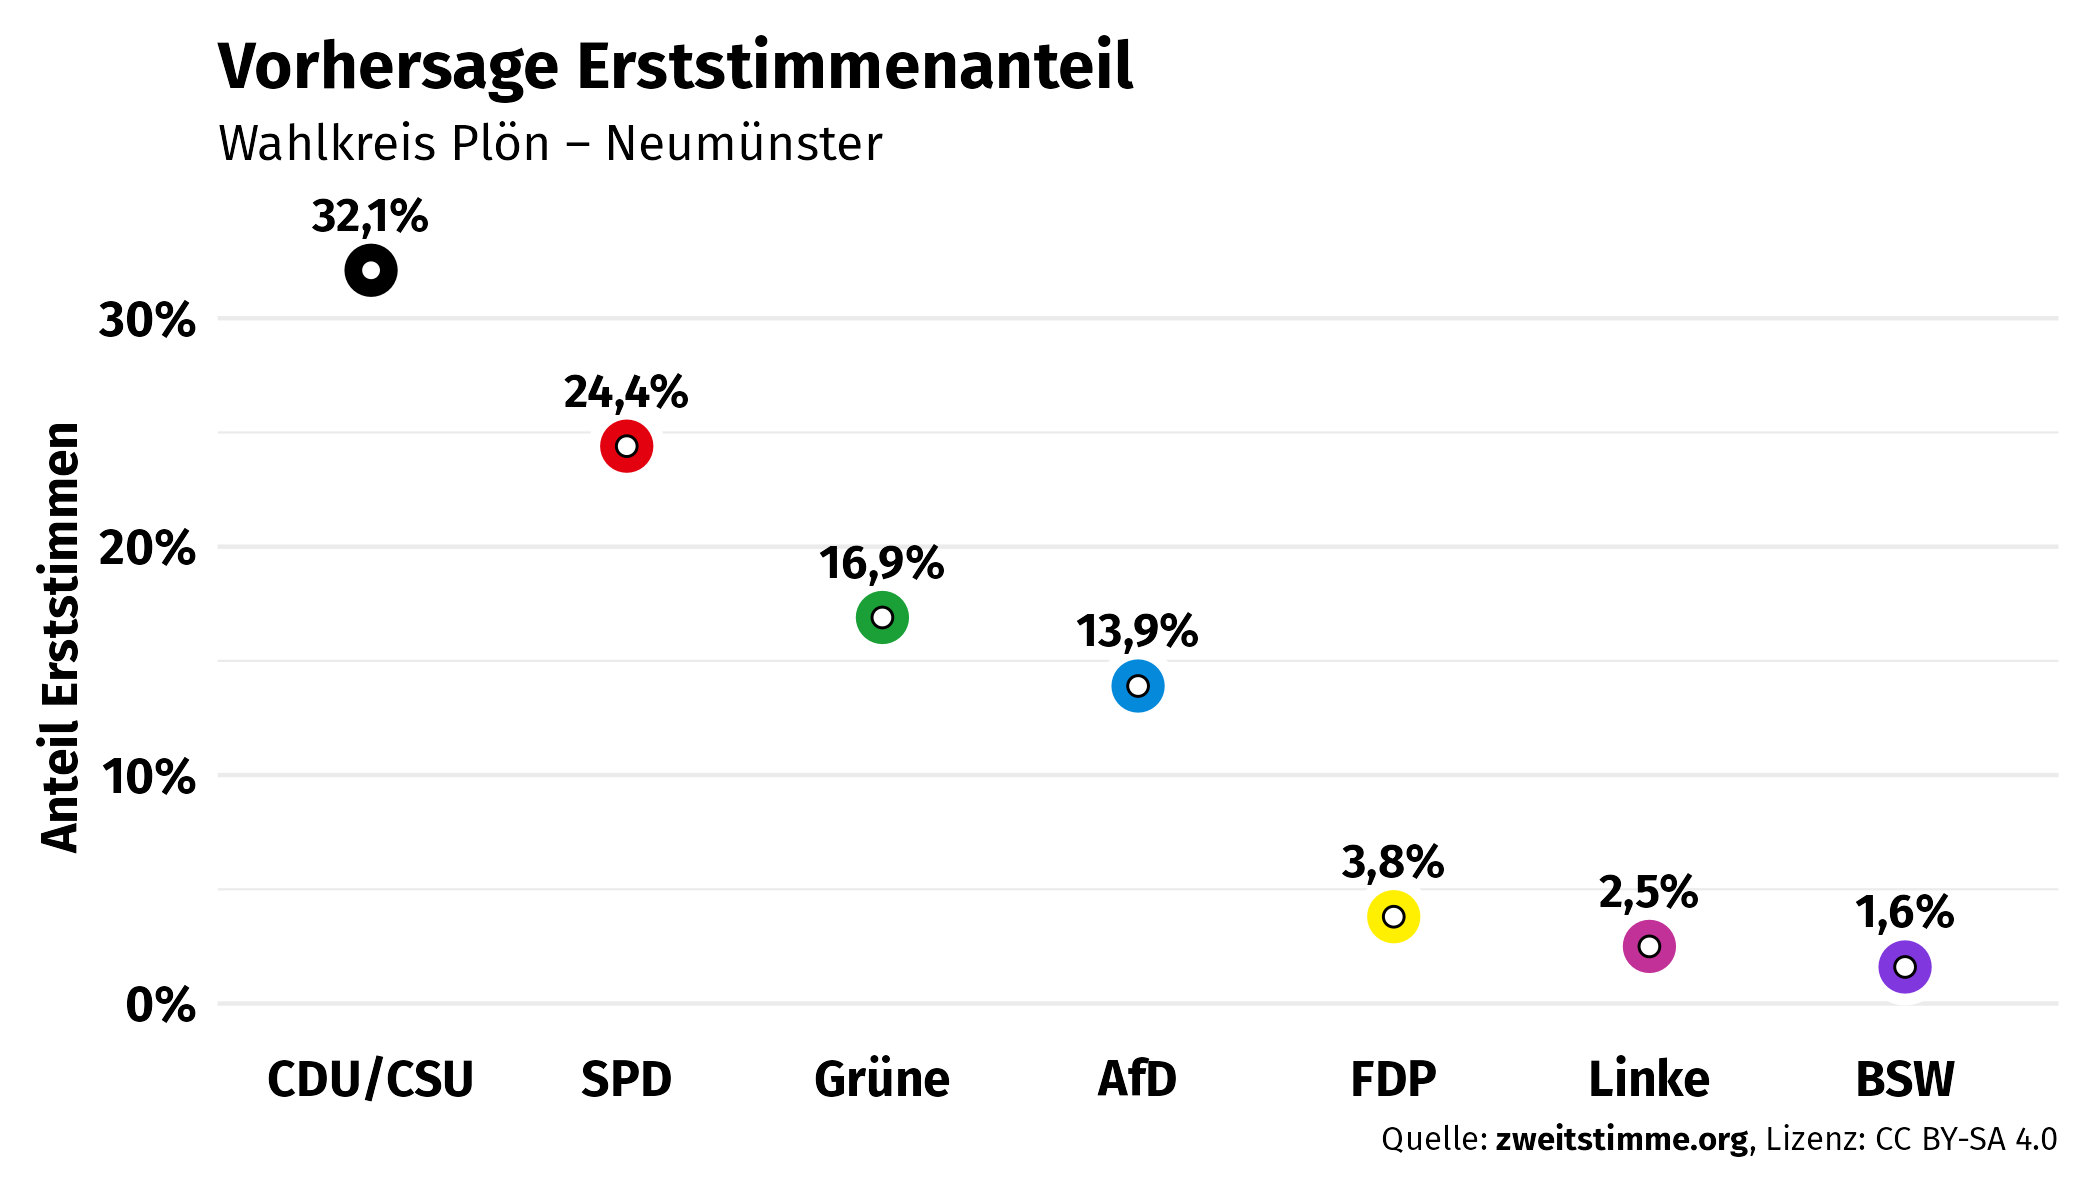 Vorhersage Erststimmenanteil
Wahlkreis Plön – Neumünster
32,1%
30%
24,4%
20%
16,9%
13,9%
10%
3,8%
2,5%
1,6%
0%
Anteil Erststimmen
CDU/CSU SPD Grüne AfD FDP Linke BSW
Quelle: zweitstimme.org, Lizenz: CC BY-SA 4.0